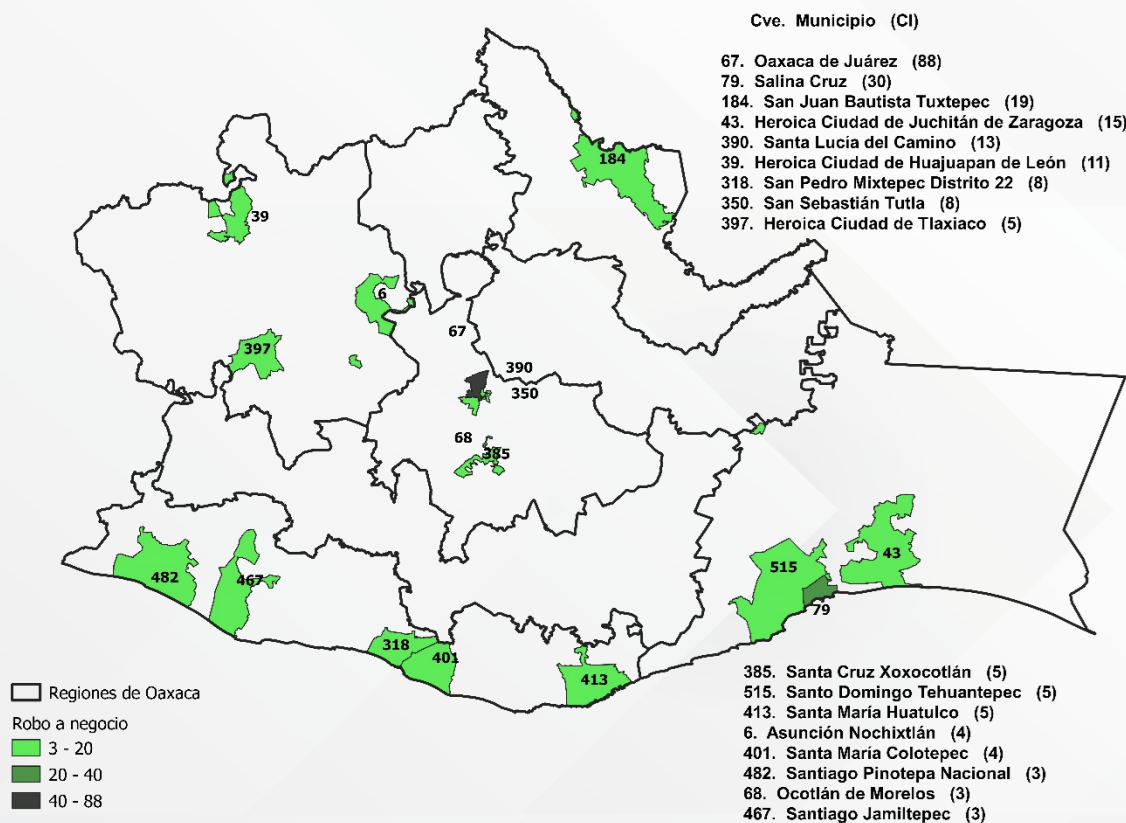 Cve. Municipio (CI)
67. Oaxaca de Juárez (88)
79. Salina Cruz (30)
184. San Juan Bautista Tuxtepec (19)
43. Heroica Ciudad de Juchitán de Zaragoza (15)
390. Santa Lucía del Camino (13)
39. Heroica Ciudad de Huajuapan de León (11)
318. San Pedro Mixtepec Distrito 22 (8)
350. San Sebastián Tutla (8)
397. Heroica Ciudad de Tlaxiaco (5)
184
39
6
67
397
390
350
68
385
482
467
515
43
79
318
401
413
Regiones de Oaxaca
Robo a negocio
3 - 20
20 - 40
40 - 88
385. Santa Cruz Xoxocotlán (5)
515. Santo Domingo Tehuantepec (5)
413. Santa María Huatulco (5)
6. Asunción Nochixtlán (4)
401. Santa María Colotepec (4)
482. Santiago Pinotepa Nacional (3)
68. Ocotlán de Morelos (3)
467. Santiago Jamiltepec (3)